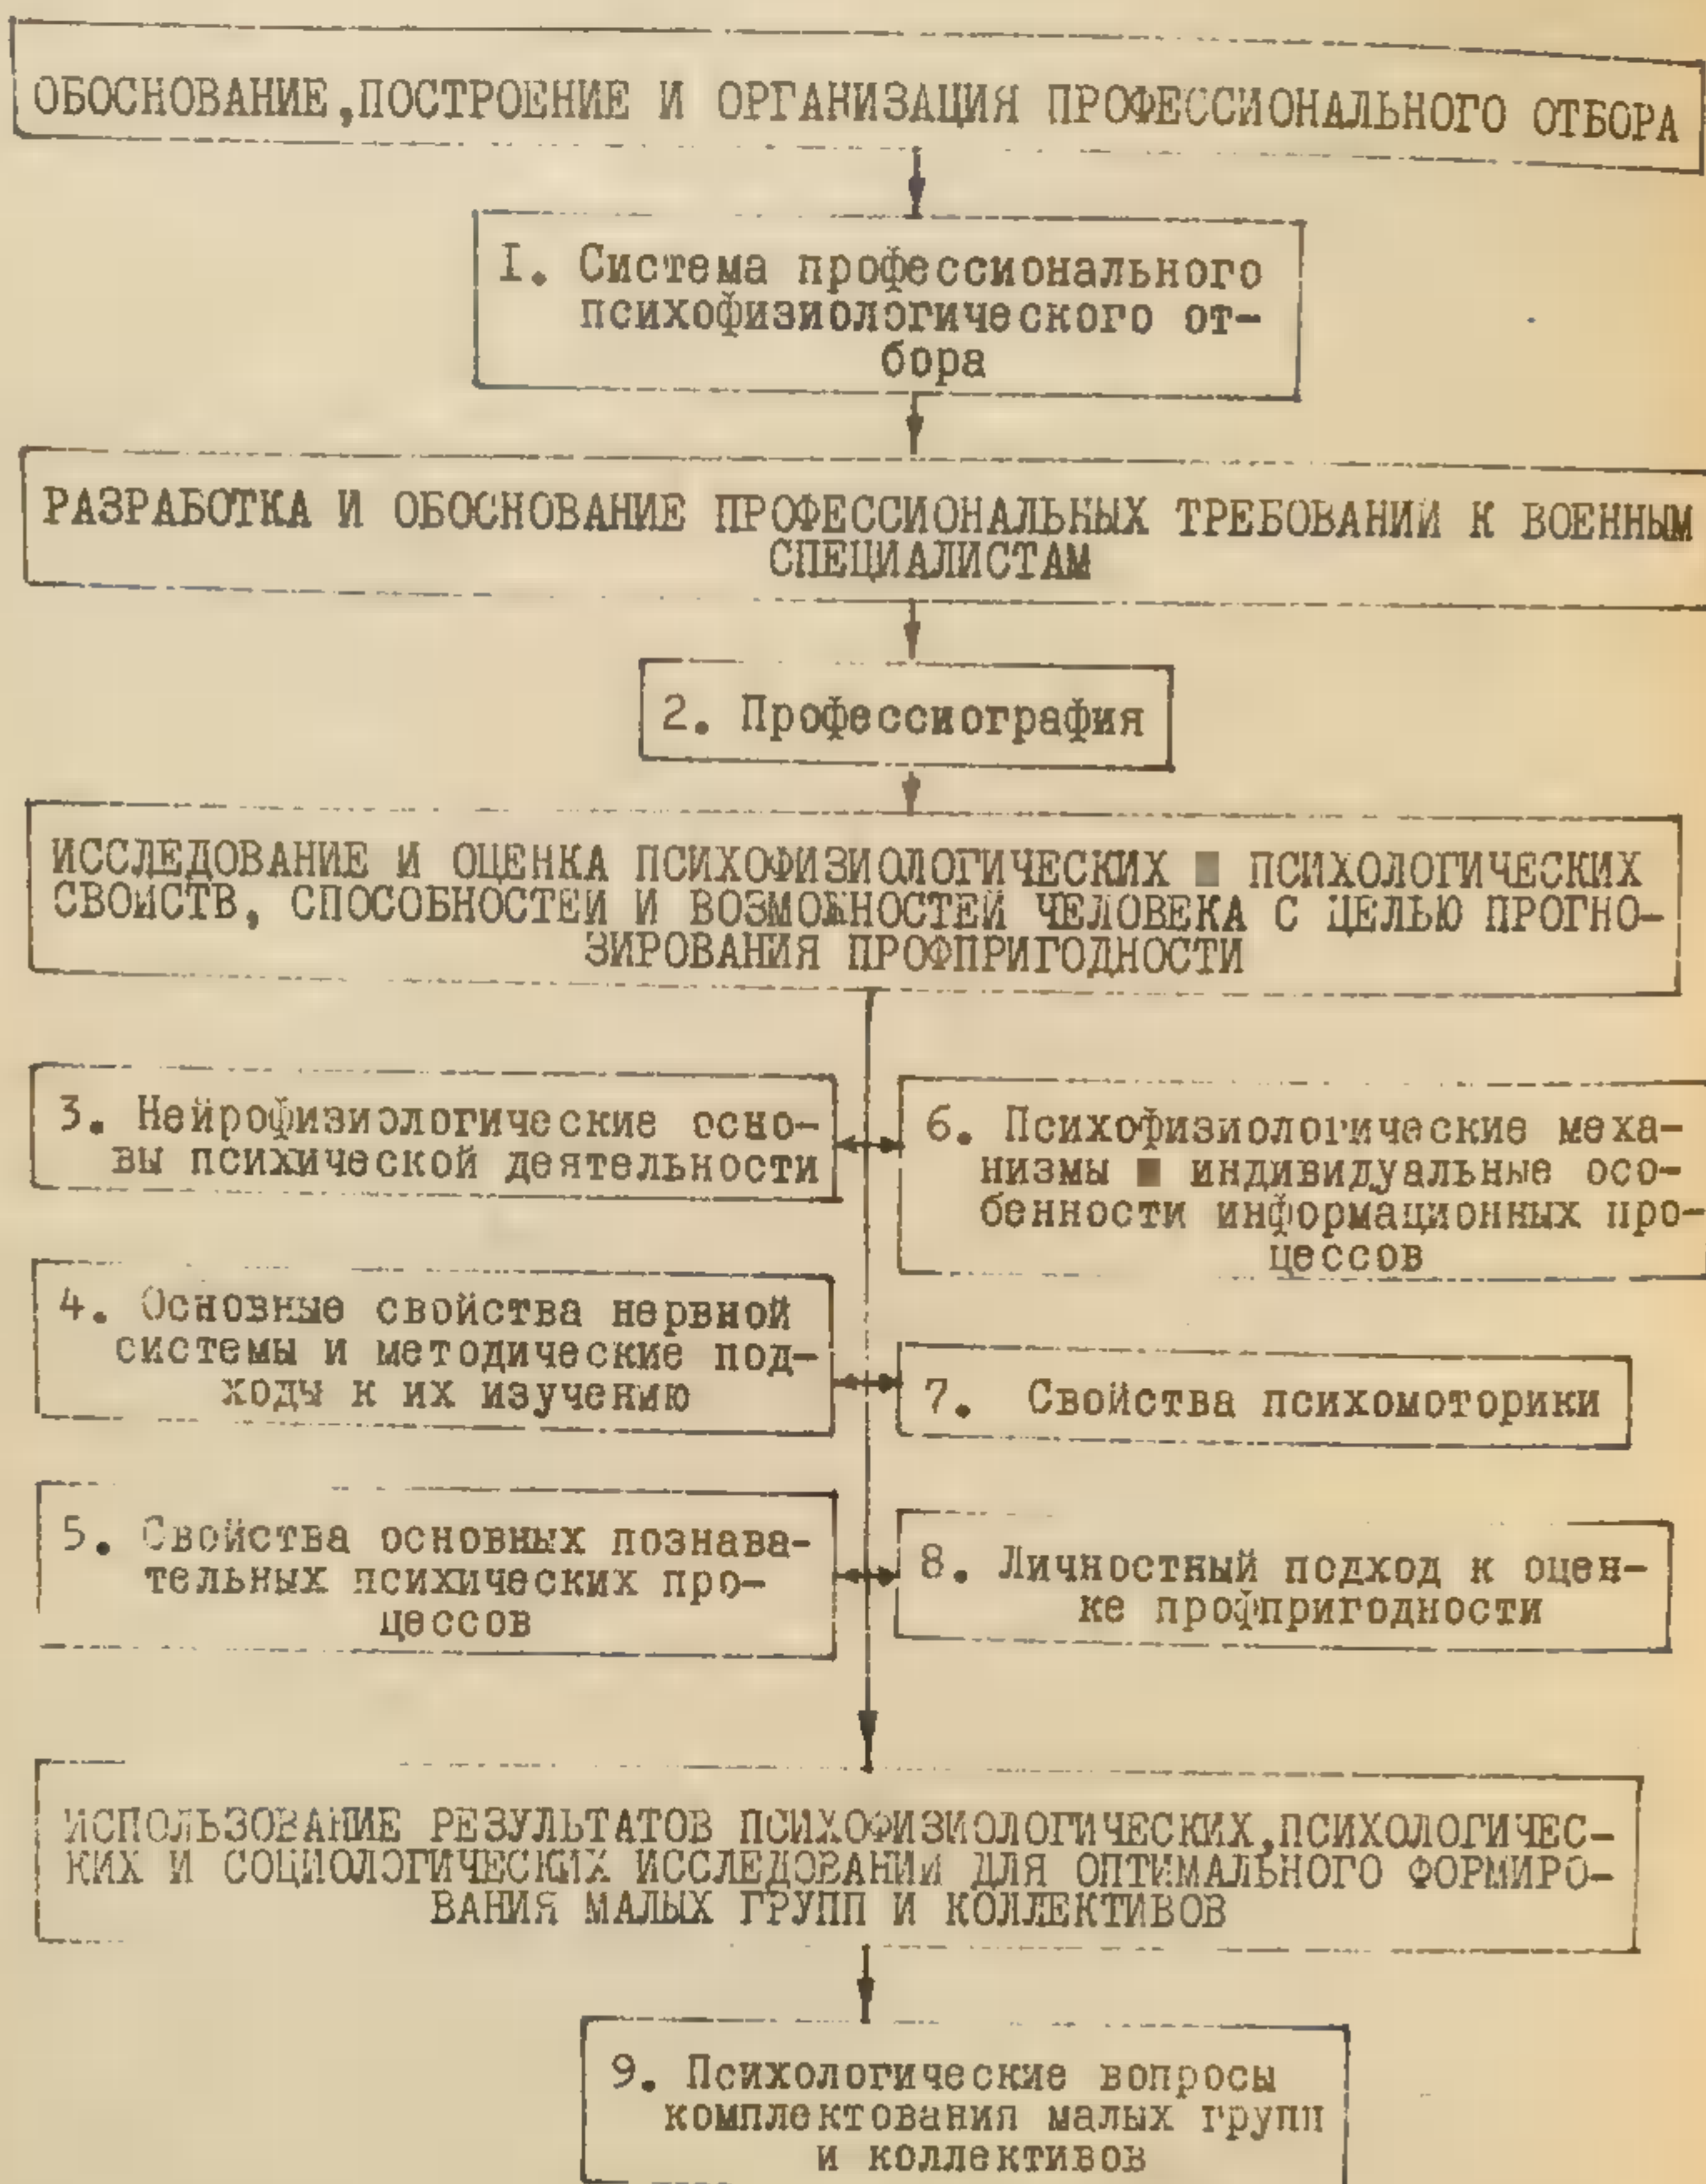 ОБОСНОВАНИЕ,ПОСТРОЕНИЕ И ОРГАНИЗАЦИЯ ПРОФЕССИОНАЛЬНОГО ОТБОРА
I. Система профессионального
психофизиологического от-
бора
РАЗРАБОТКА И ОБОСНОВАНИЕ ПРОФЕССИОНАЛЬНЫХ ТРЕБОВАНИЙ К ВОЕННЫМ
СПЕЦИАЛИСТАМ
2. Профессиография
ИССЛЕДОВАНИЕ И ОЦЕНКА ПСИХОФИЗИОЛОГИЧЕСКИХ ПСИХОЛОГИЧЕСКИХ
СВОЙСТВ, СПОСОБНОСТЕЙ И ВОЗМОЖНОСТЕЙ ЧЕЛОВЕКА С ЦЕЛЬЮ ПРОГНО-
ЗИРОВАНИЯ ПРОФПРИГОДНОСТИ
3. Нейрофизиологические осно-
вы психической деятельности
4. Основные свойства нервной
системы и методические под-
ходы к их изучению
5. Свойства основных познава-
тельных психических про-
цессов
6. Психофизиологические меха-
низмы индивидуальные осо-
бенности информационных про-
цессов
7. Свойства психомоторики
8. Личностный подход к оцен-
ке профпригодности
ИСПОЛЬЗОВАНИЕ РЕЗУЛЬТАТОВ ПСИХОФИЗИОЛОГИЧЕСКИХ,ПСИХОЛОГИЧЕС-
КИХ И СОЦИОЛОГИЧЕСКИХ ИССЛЕДОВАНИЙ ДЛЯ ОПТИМАЛЬНОГО ФОРМИРО-
ВАНИЯ МАЛЫХ ГРУПП И КОЛЛЕКТИВОВ
9. Психологические вопросы
комплектования малых групп
и коллективов